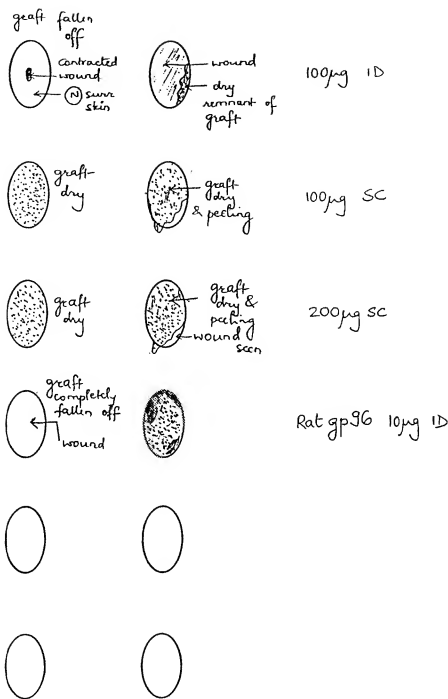 graft fallen
off
contracted
wound
N surr
skin
wound
dry
remnant of
graft
100µg ID
graft
dry
graft
dry
& peeling
100µg SC
graft
dry
graft
dry &
peeling
wound
seen
200µg SC
graft
completely
fallen off
wound
Rat gp96 10µg ID